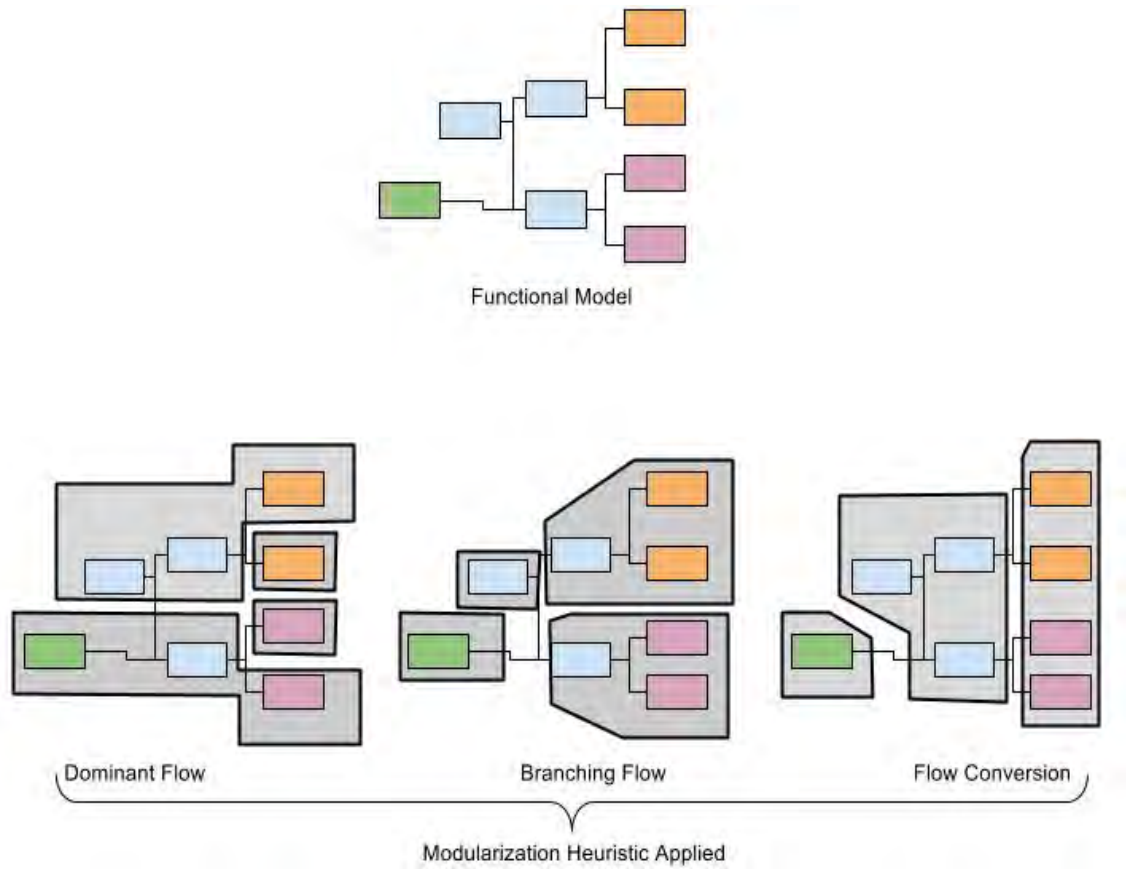 Functional Model
Dominant Flow
Branching Flow
Flow Conversion
Modularization Heuristic Applied